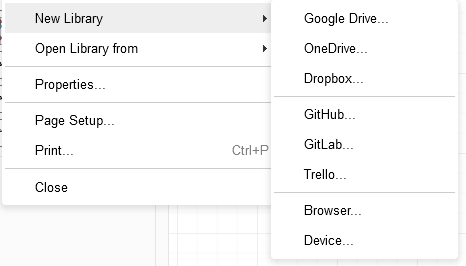 New Library
Open Library from
Properties...
Page Setup...
Print... Ctrl+P
Close
Google Drive...
OneDrive...
Dropbox...
GitHub...
GitLab...
Trello...
Browser...
Device...